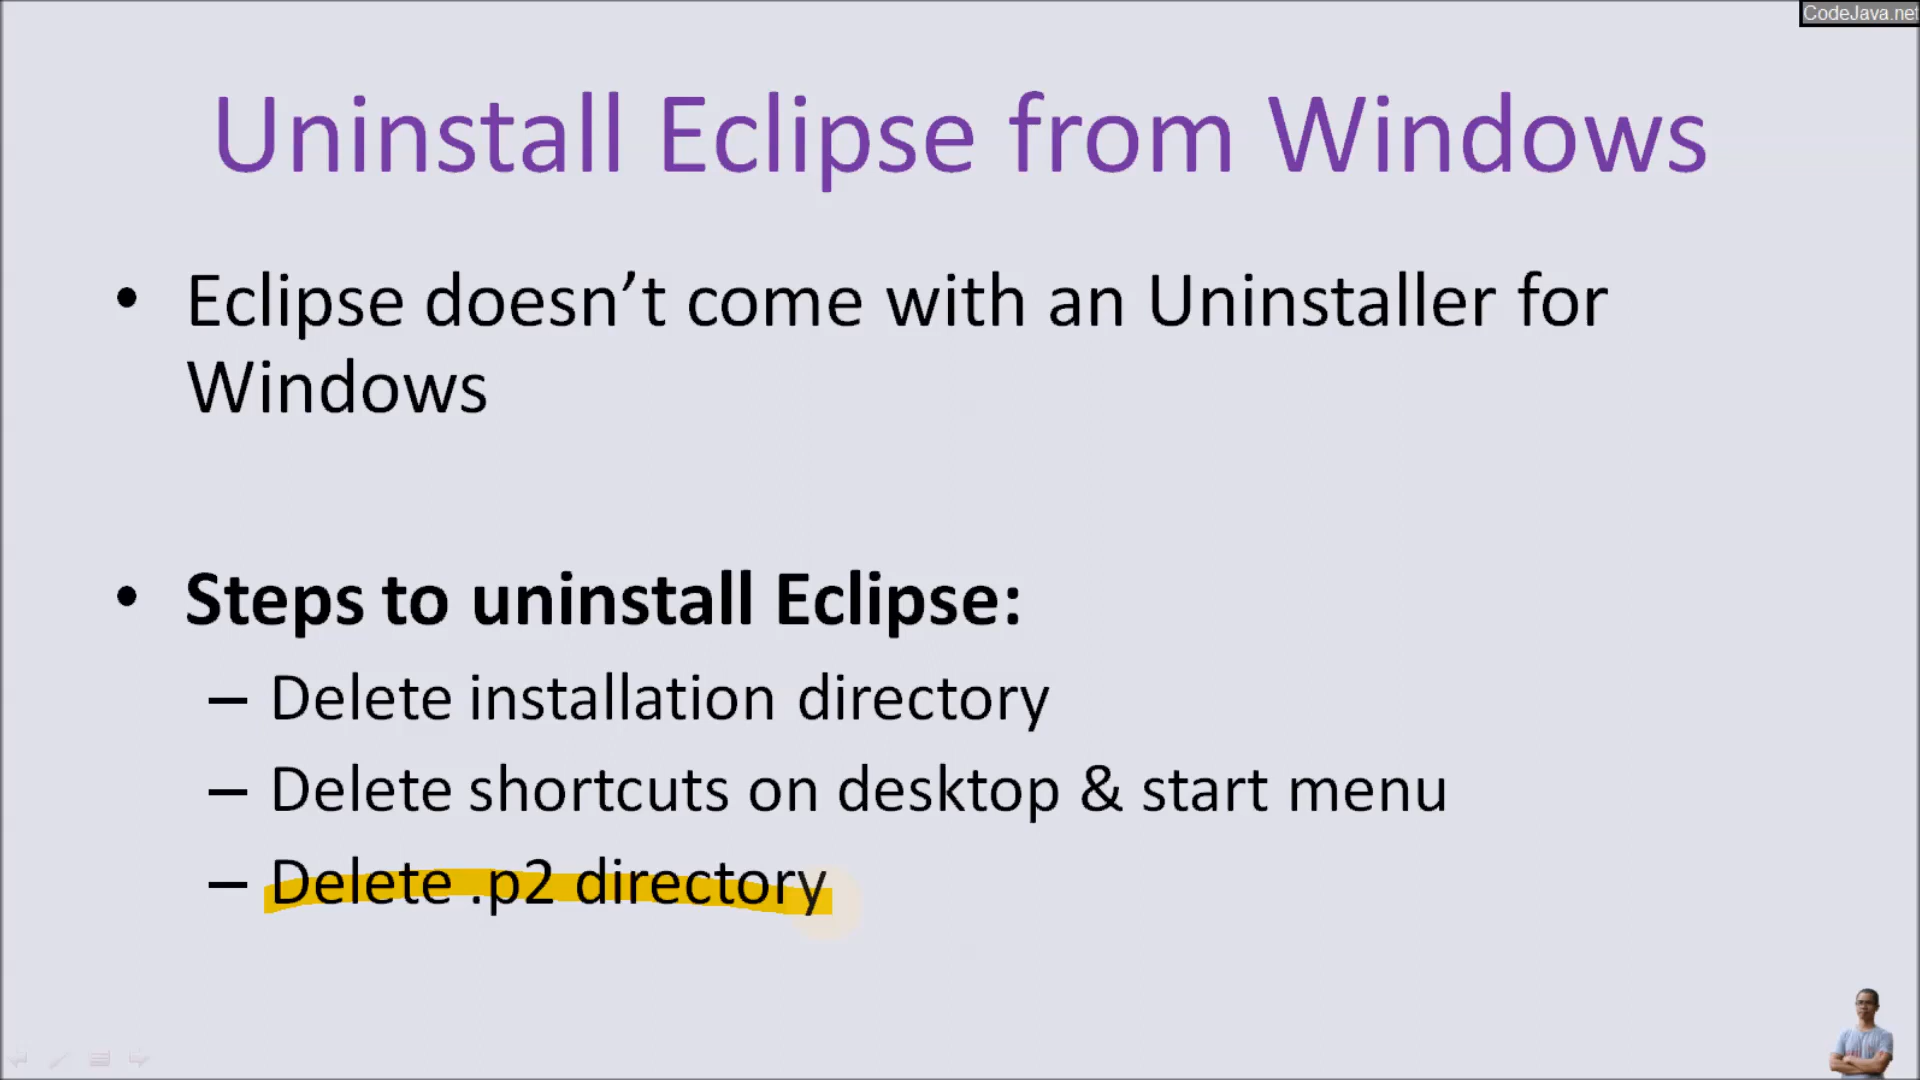 CodeJava.net
Uninstall Eclipse from Windows
• Eclipse doesn’t come with an Uninstaller for
Windows
• Steps to uninstall Eclipse:
– Delete installation directory
– Delete shortcuts on desktop & start menu
– Delete .p2 directory